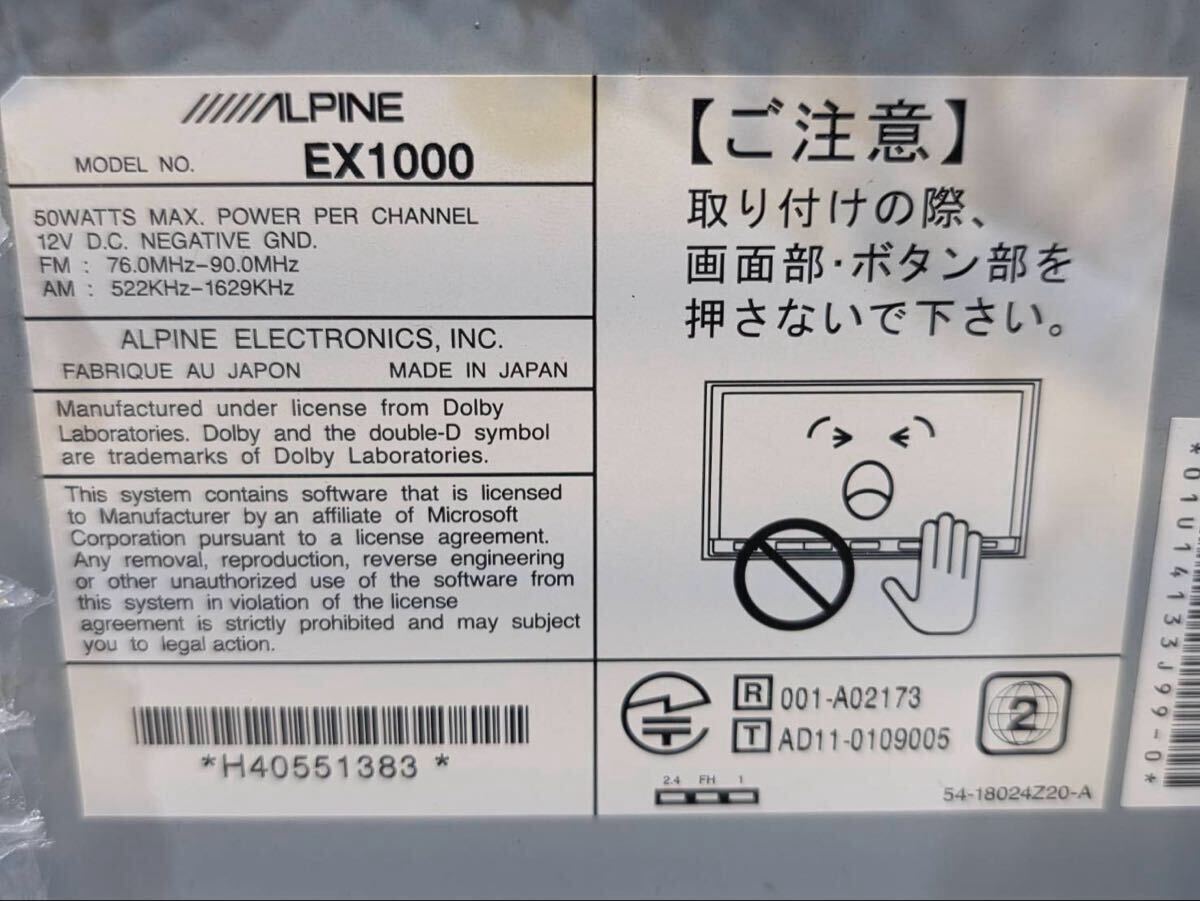 ALPINE
MODEL NO. EX1000
50WATTS MAX. POWER PER CHANNEL
12V D.C. NEGATIVE GND.
FM : 76.0MHz-90.0MHz
AM : 522KHz-1629KHz
ALPINE ELECTRONICS, INC.
FABRIQUE AU JAPON MADE IN JAPAN
Manufactured under license from Dolby
Laboratories. Dolby and the double-D symbol
are trademarks of Dolby Laboratories.
This system contains software that is licensed
to Manufacturer by an affiliate of Microsoft
Corporation pursuant to a license agreement.
Any removal, reproduction, reverse engineering
or other unauthorized use of the software from
this system in violation of the license
agreement is strictly prohibited and may subject
you to legal action.
*H40551383 *
【ご注意】
取り付けの際、
画面部・ボタン部を
押さないで下さい。
R 001-A02173
T AD11-0109005
2
2.4 FH 1
54-18024Z20-A
*01014133J99-0*